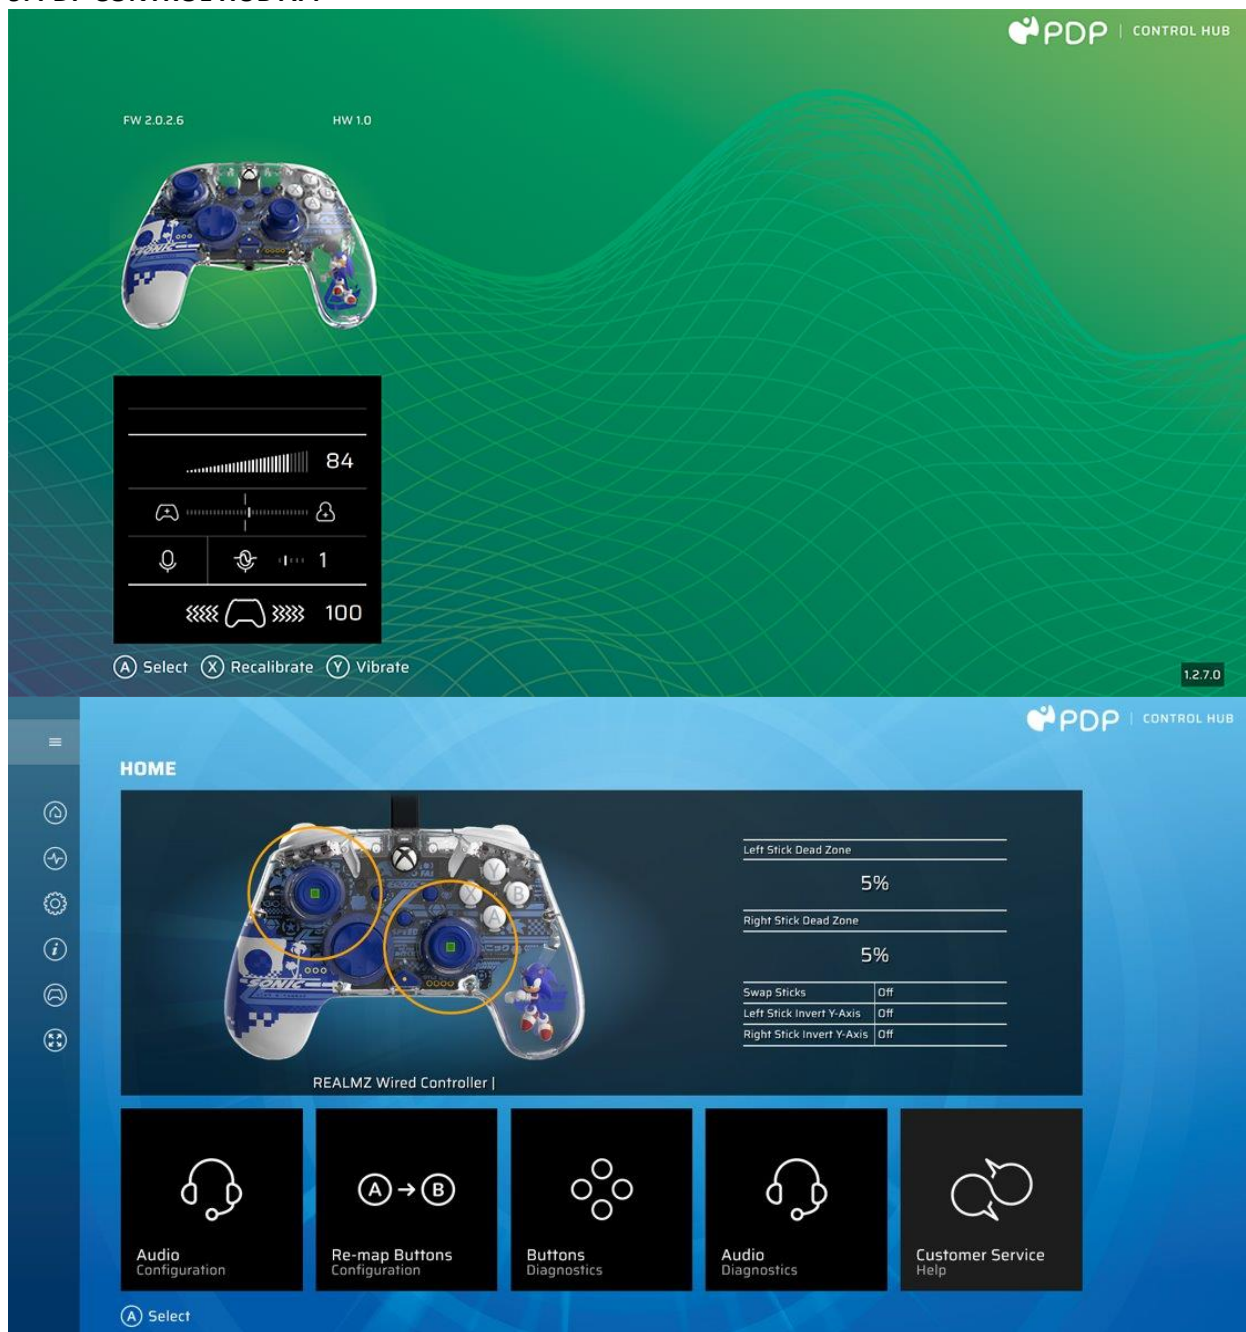 PDP | CONTROL HUB
FW 2.0.2.6
HW 1.0
SONIC
84
1
100
A Select X Recalibrate Y Vibrate
1.2.7.0
PDP | CONTROL HUB
HOME
Left Stick Dead Zone
5%
Right Stick Dead Zone
5%
Swap Sticks Off
Left Stick Invert Y-Axis Off
Right Stick Invert Y-Axis Off
Y
X B
A
SONIC
REALMZ Wired Controller |
A → B
Audio
Configuration
Re-map Buttons
Configuration
Buttons
Diagnostics
Audio
Diagnostics
Customer Service
Help
A Select